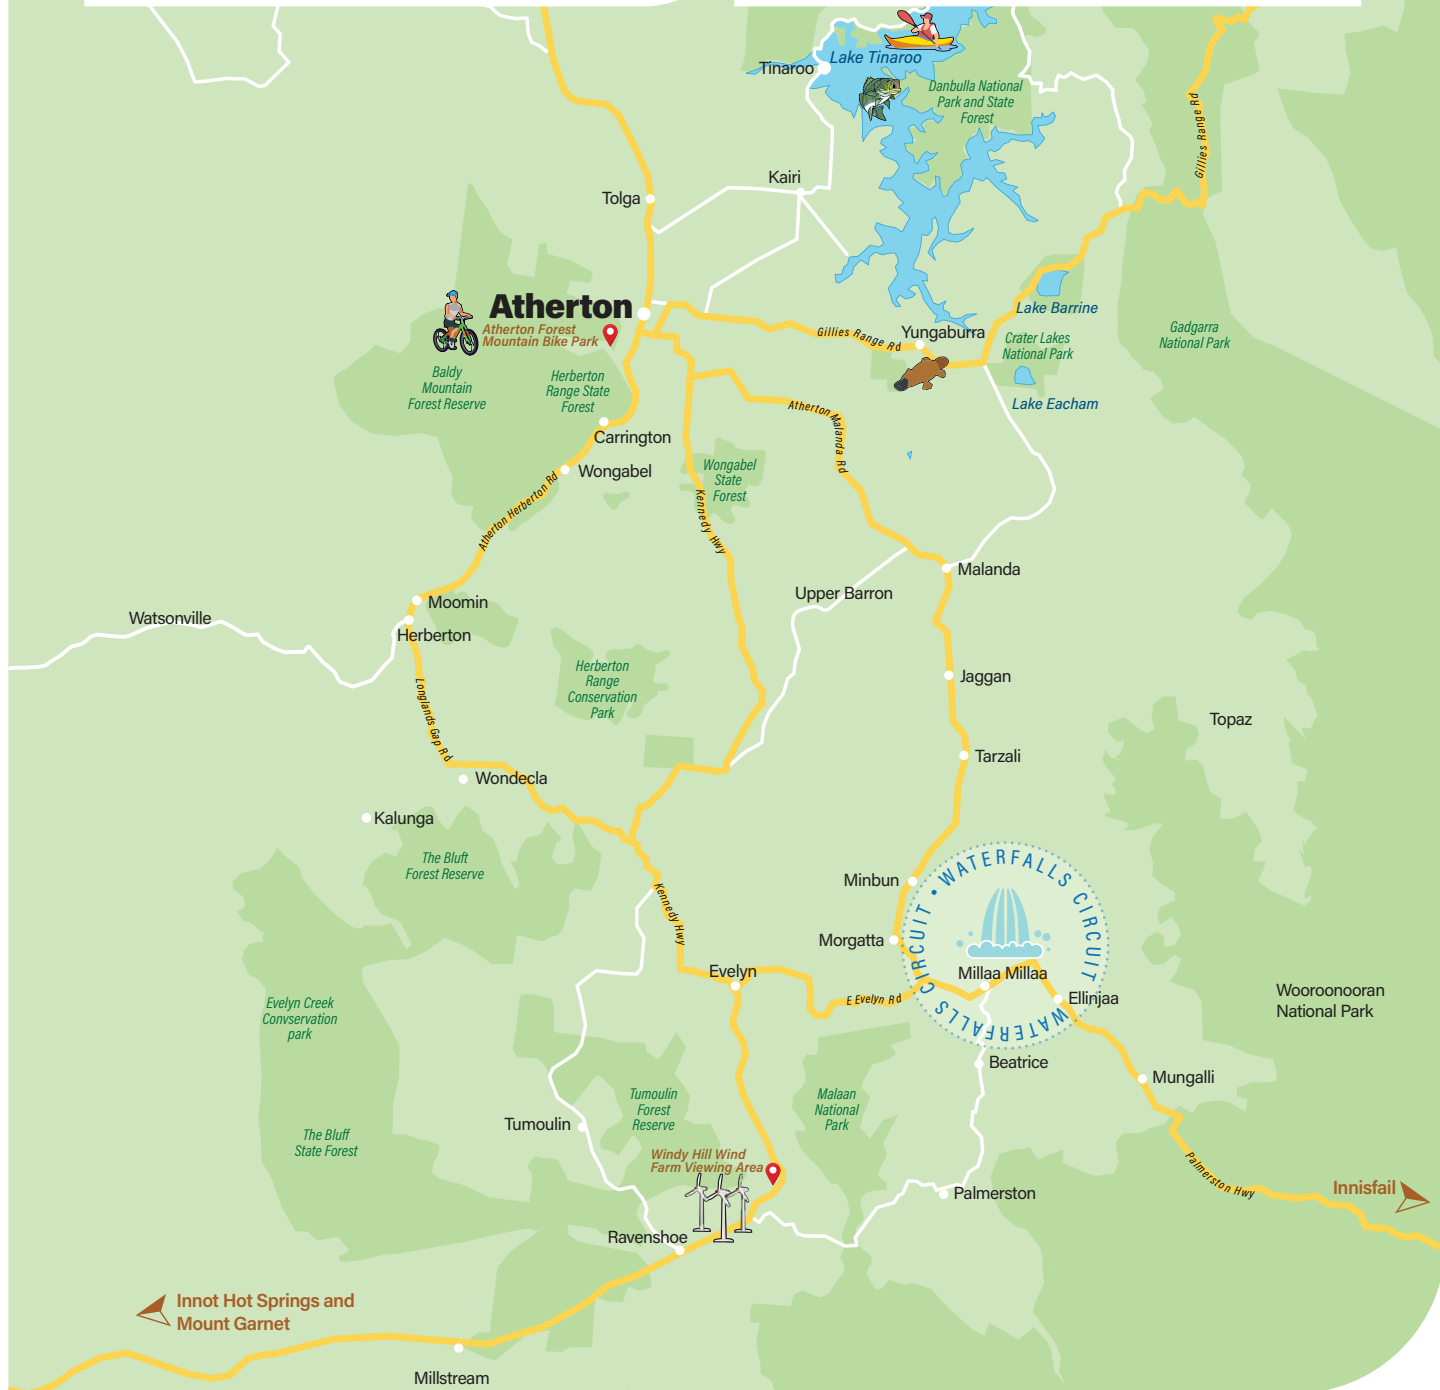 Lake Tinaroo
Tinaroo
Danbulla National
Park and State
Forest
Gillies Range Rd
Kairi
Tolga
Atherton
Atherton Forest
Mountain Bike Park
Lake Barrine
Gillies Range Rd
Yungaburra
Crater Lakes
National Park
Gadgarra
National Park
Baldy
Mountain
Forest Reserve
Herberton
Range State
Forest
Lake Eacham
Atherton Malanda Rd
Carrington
Wongabel
Wongabel
State
Forest
Atherton Herberton Rd
Kennedy Hwy
Malanda
Upper Barron
Moomin
Watsonville
Herberton
Herberton
Range
Conservation
Park
Jaggan
Longlands Gap Rd
Topaz
Tarzali
Wondecla
Kalunga
The Bluff
Forest Reserve
Minbun
WATERFALLS CIRCUIT • WATERFALLS CIRCUIT
Kennedy Hwy
Morgatta
Evelyn
Millaa Millaa
E Evelyn Rd
Ellinjaa
Wooroonooran
National Park
Evelyn Creek
Convservation
park
Beatrice
Mungalli
Tumoulin
Forest
Reserve
Malaan
National
Park
Tumoulin
The Bluff
State Forest
Windy Hill Wind
Farm Viewing Area
Palmerston Hwy
Innisfail
Palmerston
Ravenshoe
Innot Hot Springs and
Mount Garnet
Millstream